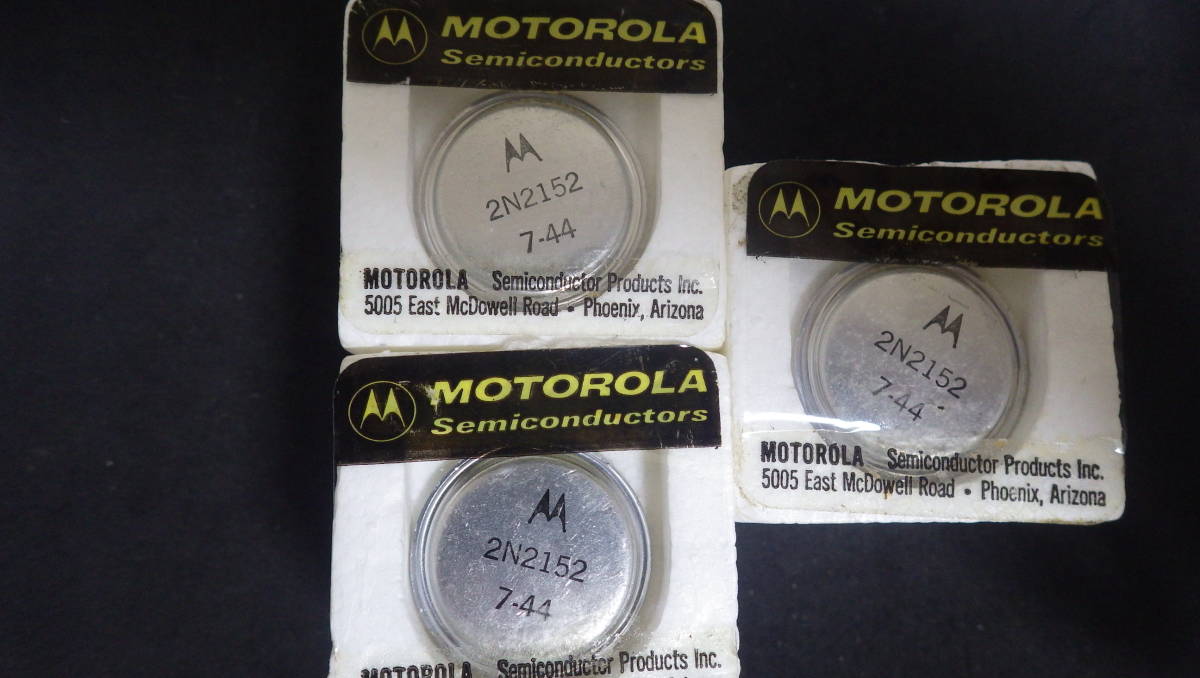 MOTOROLA
Semiconductors
2N2152
7-44
MOTOROLA Semiconductor Products Inc.
5005 East McDowell Road • Phoenix, Arizona
MOTOROLA
Semiconductors
2N2152
7-44
MOTOROLA Semiconductor Products Inc.
5005 East McDowell Road • Phoenix, Arizona
MOTOROLA
Semiconductors
2N2152
7-44
MOTOROLA Semiconductor Products Inc.